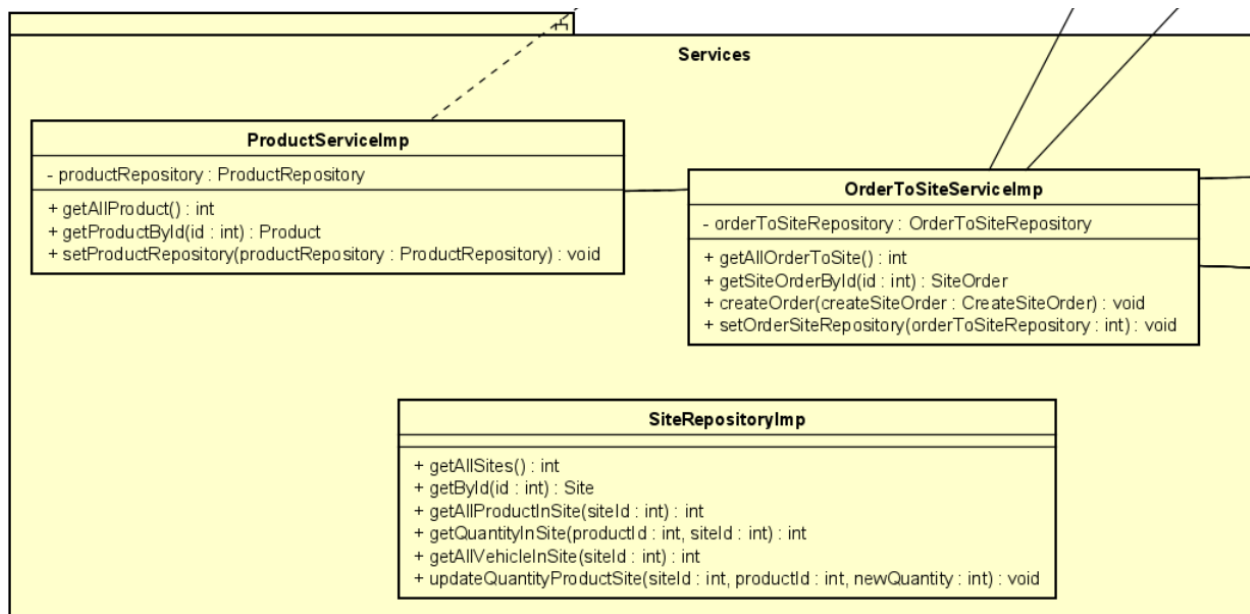 Services
ProductServiceImp
- productRepository : ProductRepository
+ getAllProduct() : int
+ getProductById(id : int) : Product
+ setProductRepository(productRepository : ProductRepository) : void
OrderToSiteServiceImp
- orderToSiteRepository : OrderToSiteRepository
+ getAllOrderToSite() : int
+ getSiteOrderById(id : int) : SiteOrder
+ createOrder(createSiteOrder : CreateSiteOrder) : void
+ setOrderSiteRepository(orderToSiteRepository : int) : void
SiteRepositoryImp
+ getAllSites() : int
+ getById(id : int) : Site
+ getAllProductInSite(siteId : int) : int
+ getQuantityInSite(productId : int, siteId : int) : int
+ getAllVehicleInSite(siteId : int) : int
+ updateQuantityProductSite(siteId : int, productId : int, newQuantity : int) : void